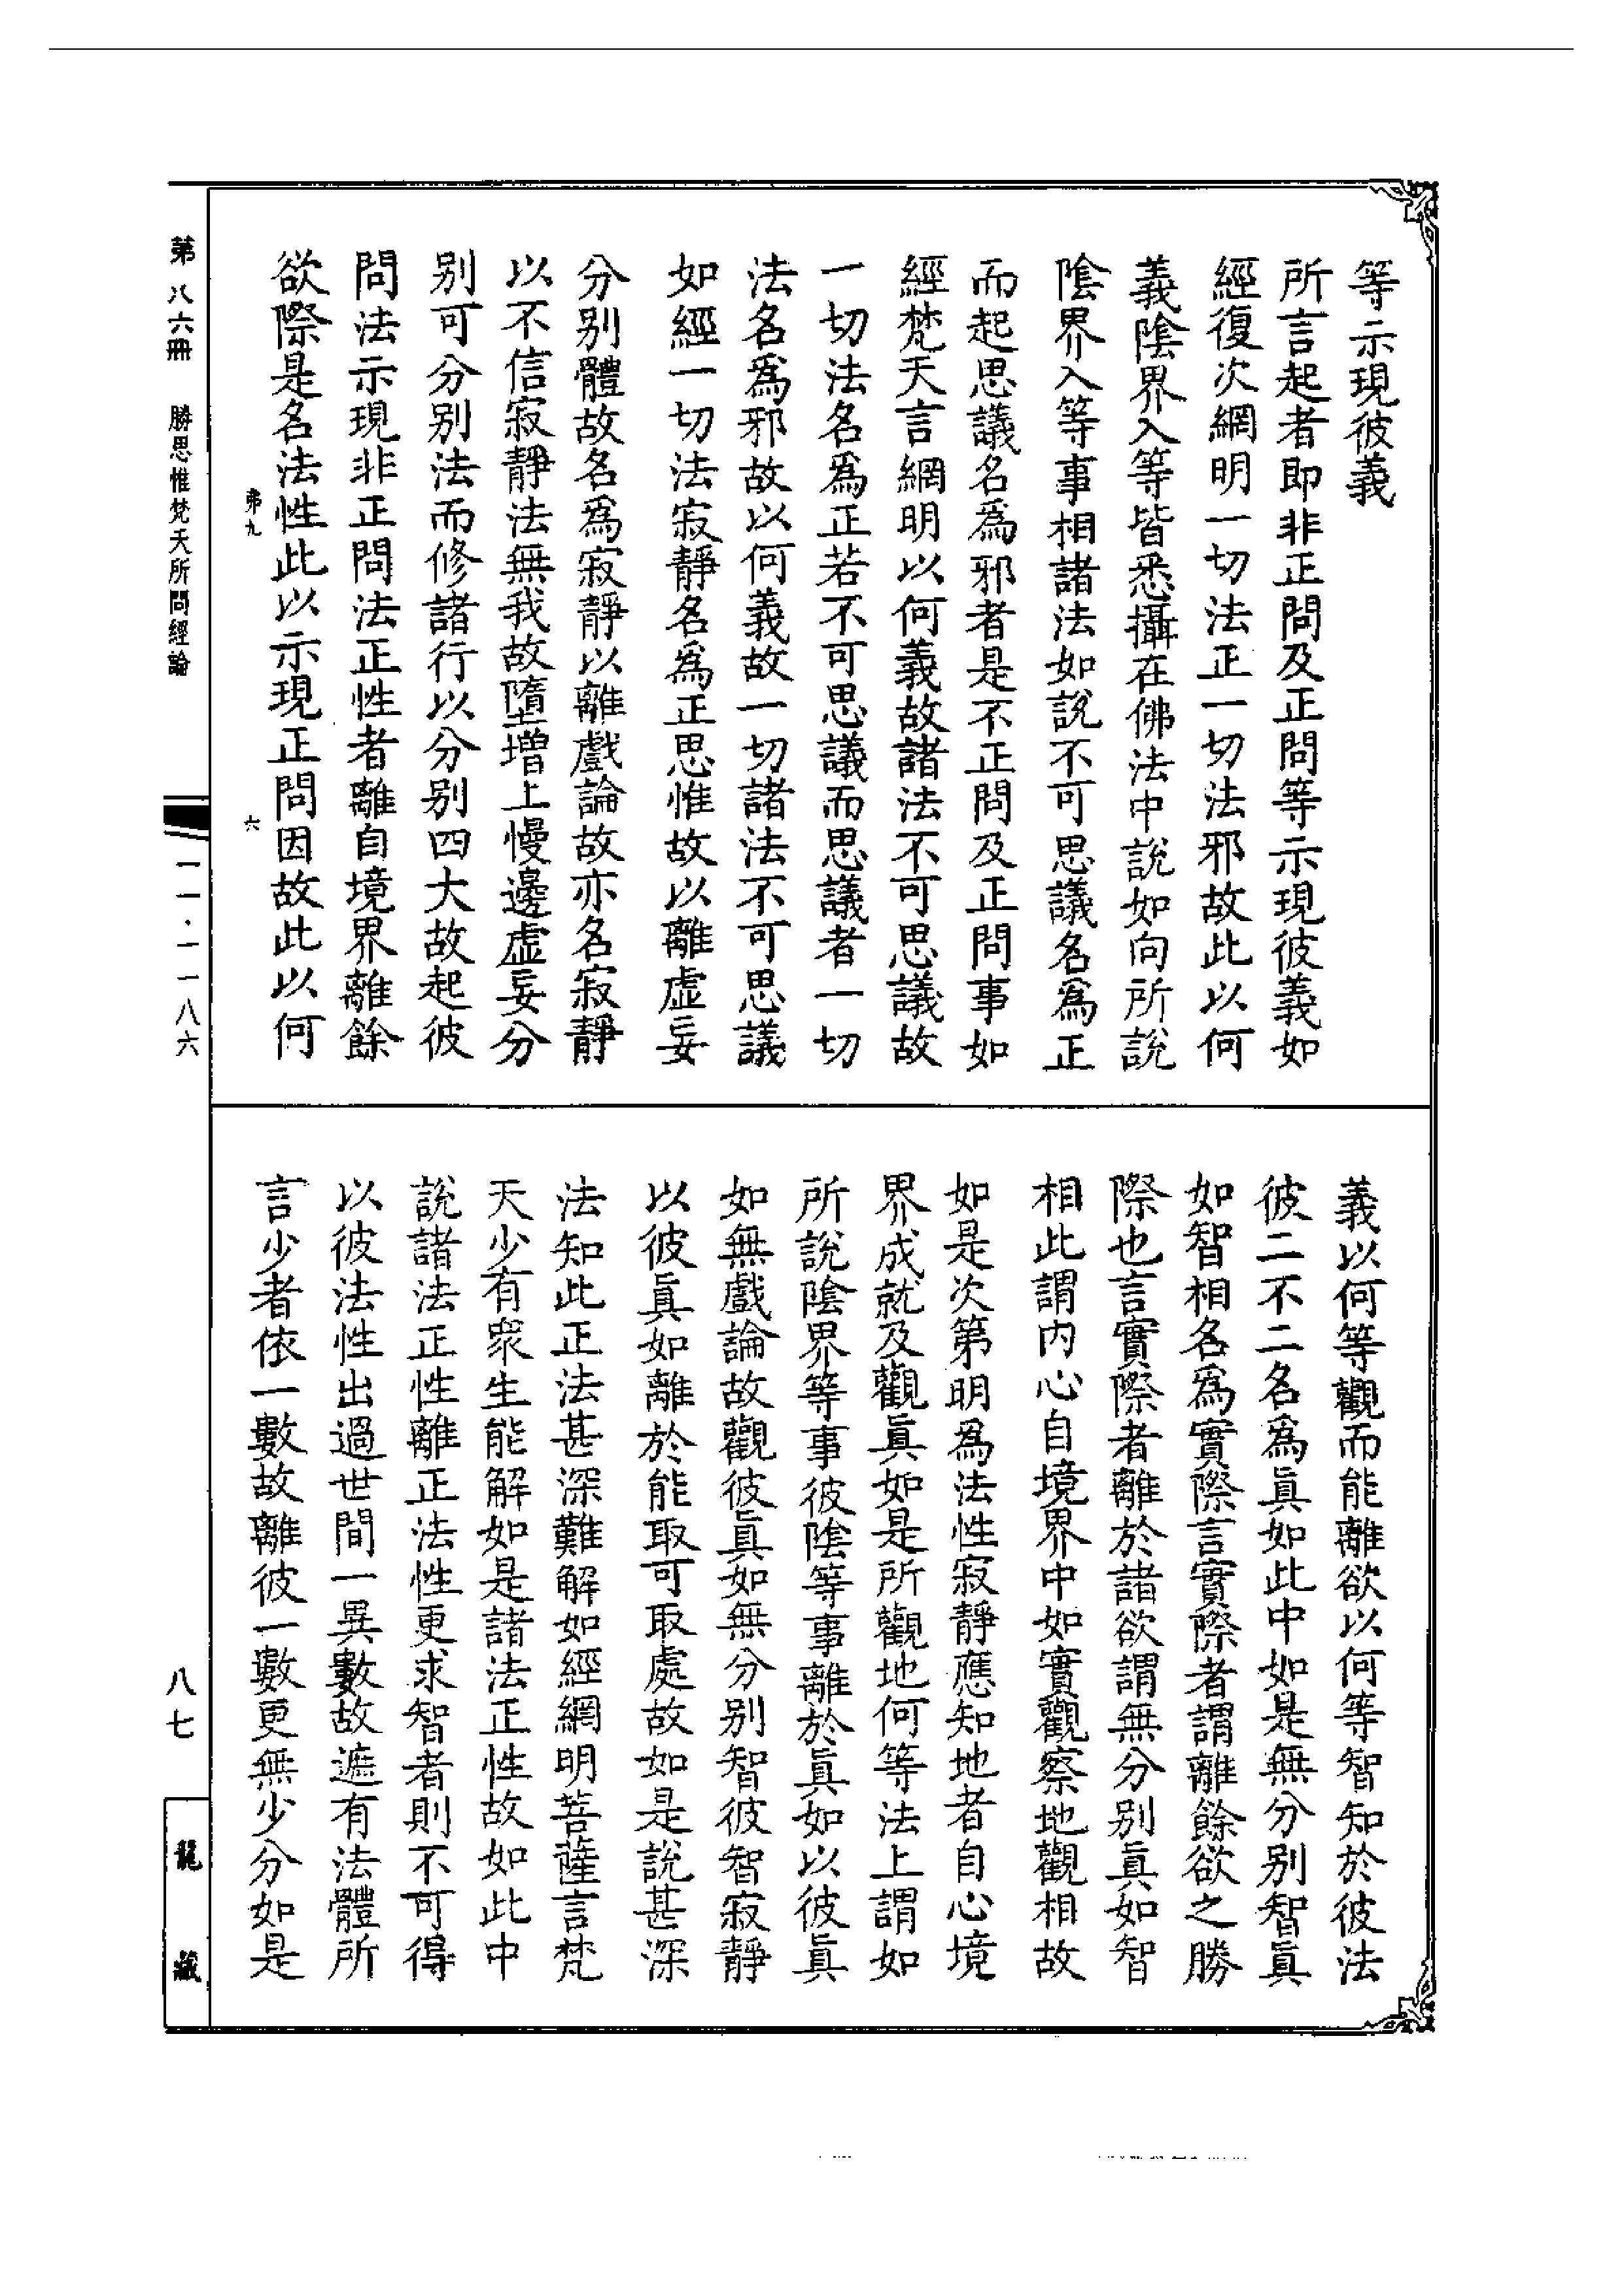 等示現彼義
所言起者即非正問及正問等示現彼義如
經復次網明一切法正一切法邪故此以何
義陰界入等皆悉攝在佛法中說如向所說
陰界入等事相諸法如說不可思議名為正
而起思議名為邪者是不正問及正問事如
經梵天言網明以何義故諸法不可思議故
一切法名為正若不可思議而思議者一切
法名為邪故以何義故一切諸法不可思議
如經一切法寂靜名為正思惟故以離虛妄
分別體故名為寂靜以離戲論故亦名寂靜
以不信寂靜法無我故墮增上慢邊虛妄分
別可分別法而修諸行以分別四大故起彼
問法示現非正問法正性者離自境界離餘
欲際是名法性此以示現正問因故此以何
弗九
六
義以何等觀而能離欲以何等智知於彼法
彼二不二名為眞如此中如是無分別智眞
如智相名為實際言實際者謂離餘欲之勝
際也言實際者離於諸欲謂無分別眞如智
相此謂內心自境界中如實觀察地觀相故
如是次第明為法性寂靜應知地者自心境
界成就及觀眞如是所觀地何等法上謂如
所說陰界等事彼陰等事離於眞如以彼眞
如無戲論故觀彼眞如無分別智彼智寂靜
以彼眞如離於能取可取處故如是說甚深
法知此正法甚深難解如經網明菩薩言梵
天少有衆生能解如是諸法正性故如此中
說諸法正性離正法性更求智者則不可得
以彼法性出過世間一異數故遮有法體所
言少者依一數故離彼一數更無少分如是
第八六冊 勝思惟梵天所問經論
一一·一一八六
八七
龍藏